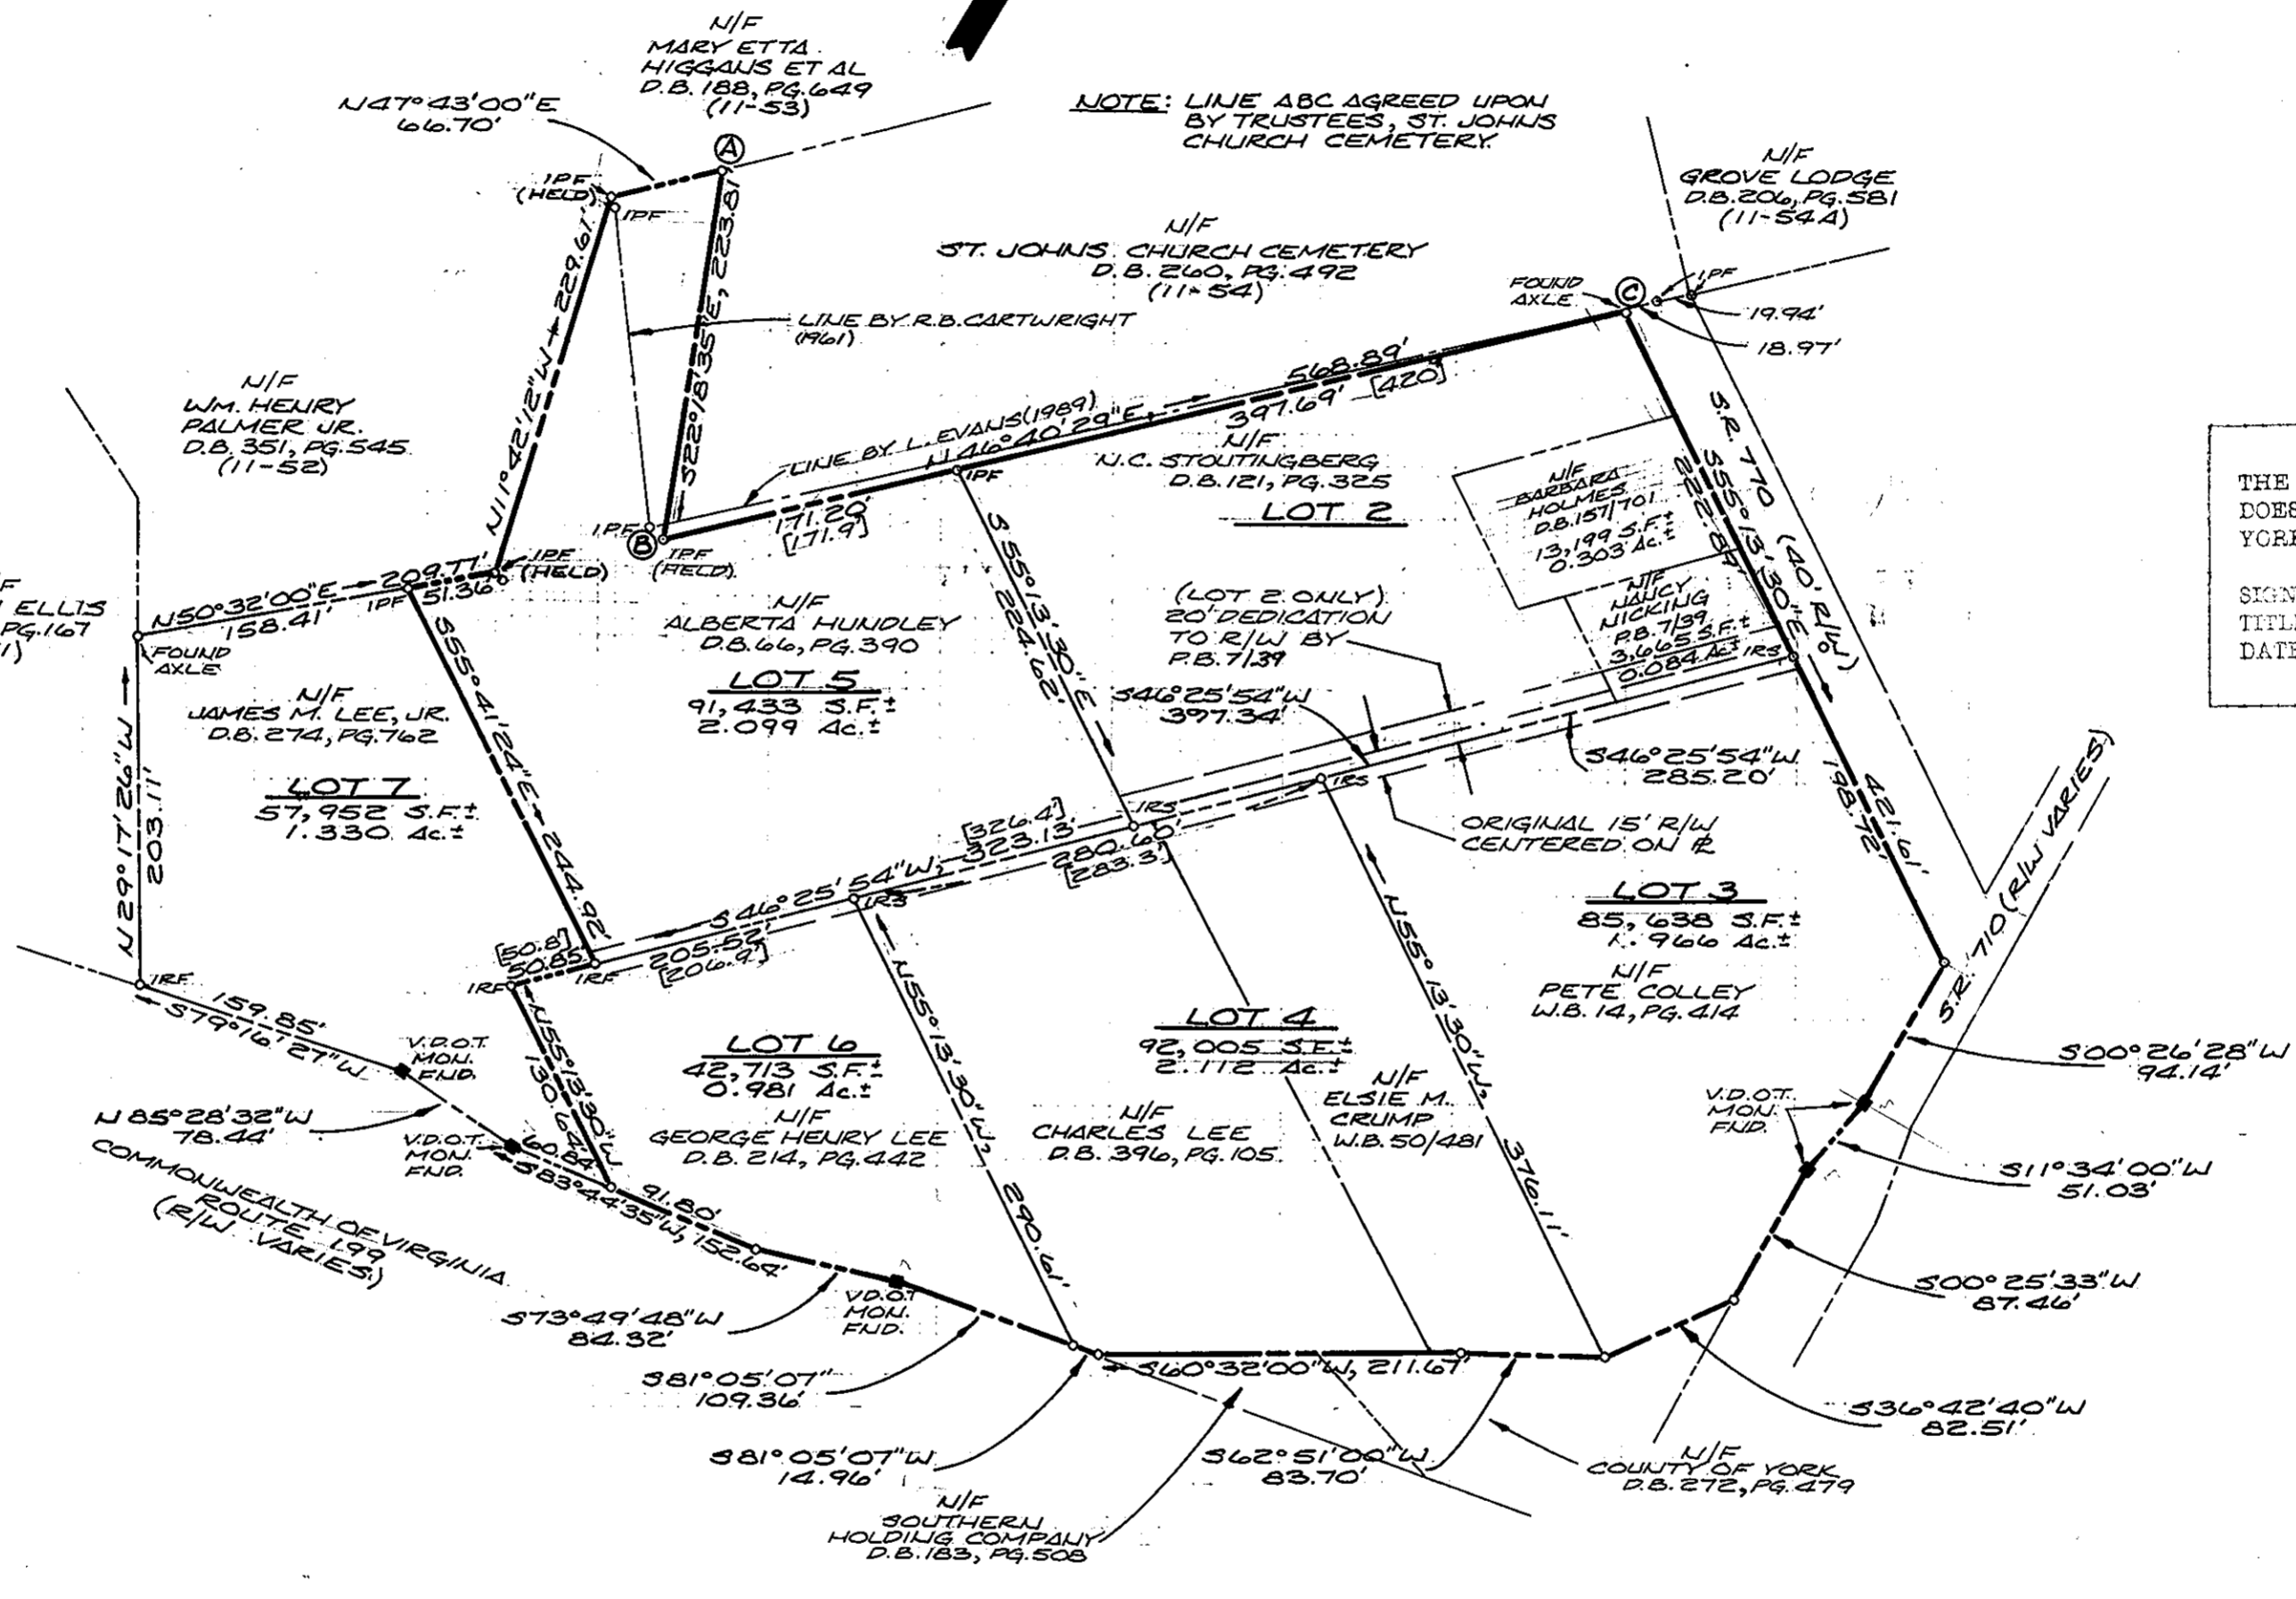 N/F
MARY ETTA
HIGGANS ET AL
D.B. 188, PG. 649
(11-53)
N47°43'00"E
66.70'
NOTE: LINE ABC AGREED UPON
BY TRUSTEES, ST. JOHNS
CHURCH CEMETERY.
A
IPF
(HELD)
IPF
N/F
GROVE LODGE
D.B. 206, PG. 581
(11-54A)
N/F
ST. JOHNS CHURCH CEMETERY
D.B. 260, PG. 492
(11-54)
FOUND
AXLE
C
IPF
19.94'
18.97'
N11°42'12"W 229.61'
S22°18'35"E, 223.81'
LINE BY R.B. CARTWRIGHT
(1961)
N/F
WM. HENRY
PALMER JR.
D.B. 351, PG. 545
(11-52)
568.89'
397.69' [420]
LINE BY L. EVANS (1989)
N46°40'29"E,
IPF
171.20'
[171.9]
IPF
B
IPF
(HELD)
N/F
N.C. STOUTINGBERG
D.B. 121, PG. 325
LOT 2
N/F
BARBARA
HOLMES
D.B. 157/701
13,199 S.F.±
0.303 Ac.±
S.R. 770 (40' R/W)
S55°13'30"E
222.89'
421.61'
198.72'
THE
DOES
YORK
SIGN
TITLE
DATE
N50°32'00"E 209.77'
158.41'
IPF 51.36'
IPF
(HELD)
F
ELLIS
PG. 167
1)
FOUND
AXLE
N/F
ALBERTA HUNDLEY
D.B. 66, PG. 390
LOT 5
91,433 S.F.±
2.099 Ac.±
S55°13'30"E
224.62'
(LOT 2 ONLY)
20' DEDICATION
TO R/W BY
P.B. 7/39
N/F
NANCY
NICKING
P.B. 7/39
3,665 S.F.±
0.084 Ac.± IRS
S46°25'54"W
397.34'
S46°25'54"W
285.20'
N/F
JAMES M. LEE, JR.
D.B. 274, PG. 762
LOT 7
57,952 S.F.±
1.330 Ac.±
N29°17'26"W
203.11'
S55°41'24"E 244.92'
IRS
IRS
[326.4]
323.13'
280.60'
[283.3]
ORIGINAL 15' R/W
CENTERED ON ℄
S46°25'54"W,
205.52'
[206.9]
IRS
[50.8]
50.85'
IRF
IRF
LOT 3
85,638 S.F.±
1.966 Ac.±
N/F
PETE COLLEY
W.B. 14, PG. 414
S.R. 710 (R/W VARIES)
IRF
159.85'
S79°16'27"W
V.D.O.T.
MON.
FND.
N55°13'30"W
130.64'
LOT 6
42,713 S.F.±
0.981 Ac.±
N/F
GEORGE HENRY LEE
D.B. 214, PG. 442
N55°13'30"W,
290.61'
LOT 4
92,005 S.F.±
2.112 Ac.±
N/F
CHARLES LEE
D.B. 396, PG. 105
N/F
ELSIE M.
CRUMP
W.B. 50/481
N55°13'30"W,
376.11'
S00°26'28"W
94.14'
V.D.O.T.
MON.
FND.
S11°34'00"W
51.03'
N85°28'32"W
78.44'
V.D.O.T.
MON.
FND.
60.84'
91.80'
S83°44'35"W, 152.64'
COMMONWEALTH OF VIRGINIA
ROUTE 199
(R/W VARIES)
S00°25'33"W
87.46'
V.D.O.T
MON.
FND.
S73°49'48"W
84.32'
S81°05'07"
109.36'
S60°32'00"W, 211.67'
S36°42'40"W
82.51'
S81°05'07"W
14.96'
S62°51'00"W
83.70'
N/F
COUNTY OF YORK
D.B. 272, PG. 479
N/F
SOUTHERN
HOLDING COMPANY
D.B. 183, PG. 508